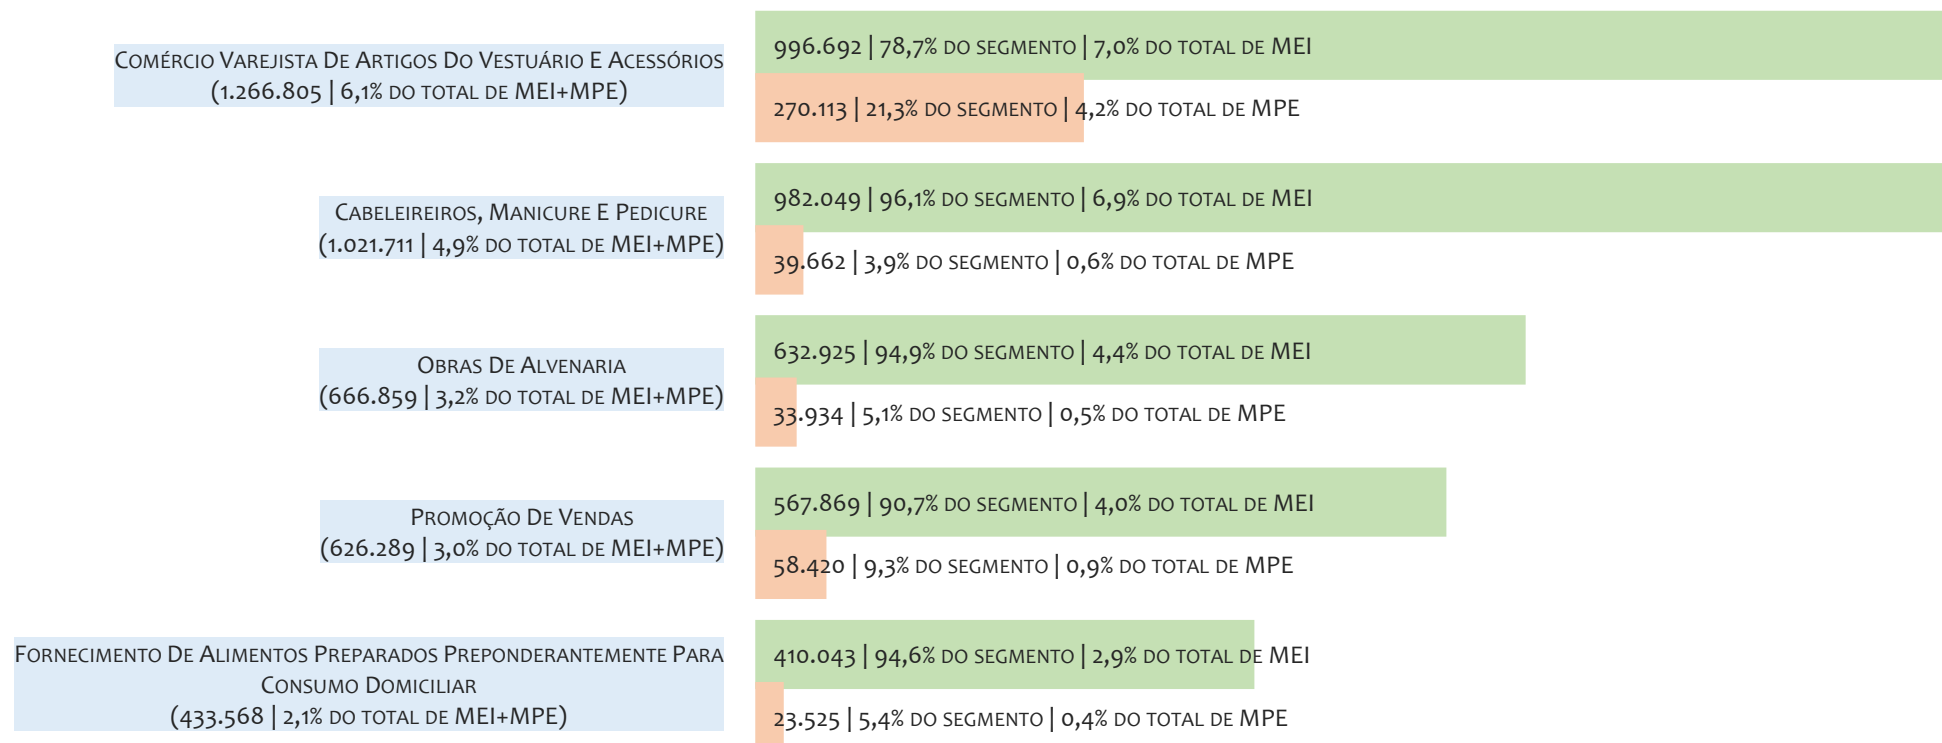 Comércio Varejista De Artigos Do Vestuário E Acessórios
(1.266.805 | 6,1% do total de MEI+MPE)
996.692 | 78,7% do segmento | 7,0% do total de MEI
270.113 | 21,3% do segmento | 4,2% do total de MPE
Cabeleireiros, Manicure E Pedicure
(1.021.711 | 4,9% do total de MEI+MPE)
982.049 | 96,1% do segmento | 6,9% do total de MEI
39.662 | 3,9% do segmento | 0,6% do total de MPE
Obras De Alvenaria
(666.859 | 3,2% do total de MEI+MPE)
632.925 | 94,9% do segmento | 4,4% do total de MEI
33.934 | 5,1% do segmento | 0,5% do total de MPE
Promoção De Vendas
(626.289 | 3,0% do total de MEI+MPE)
567.869 | 90,7% do segmento | 4,0% do total de MEI
58.420 | 9,3% do segmento | 0,9% do total de MPE
Fornecimento De Alimentos Preparados Preponderantemente Para
Consumo Domiciliar
(433.568 | 2,1% do total de MEI+MPE)
410.043 | 94,6% do segmento | 2,9% do total de MEI
23.525 | 5,4% do segmento | 0,4% do total de MPE